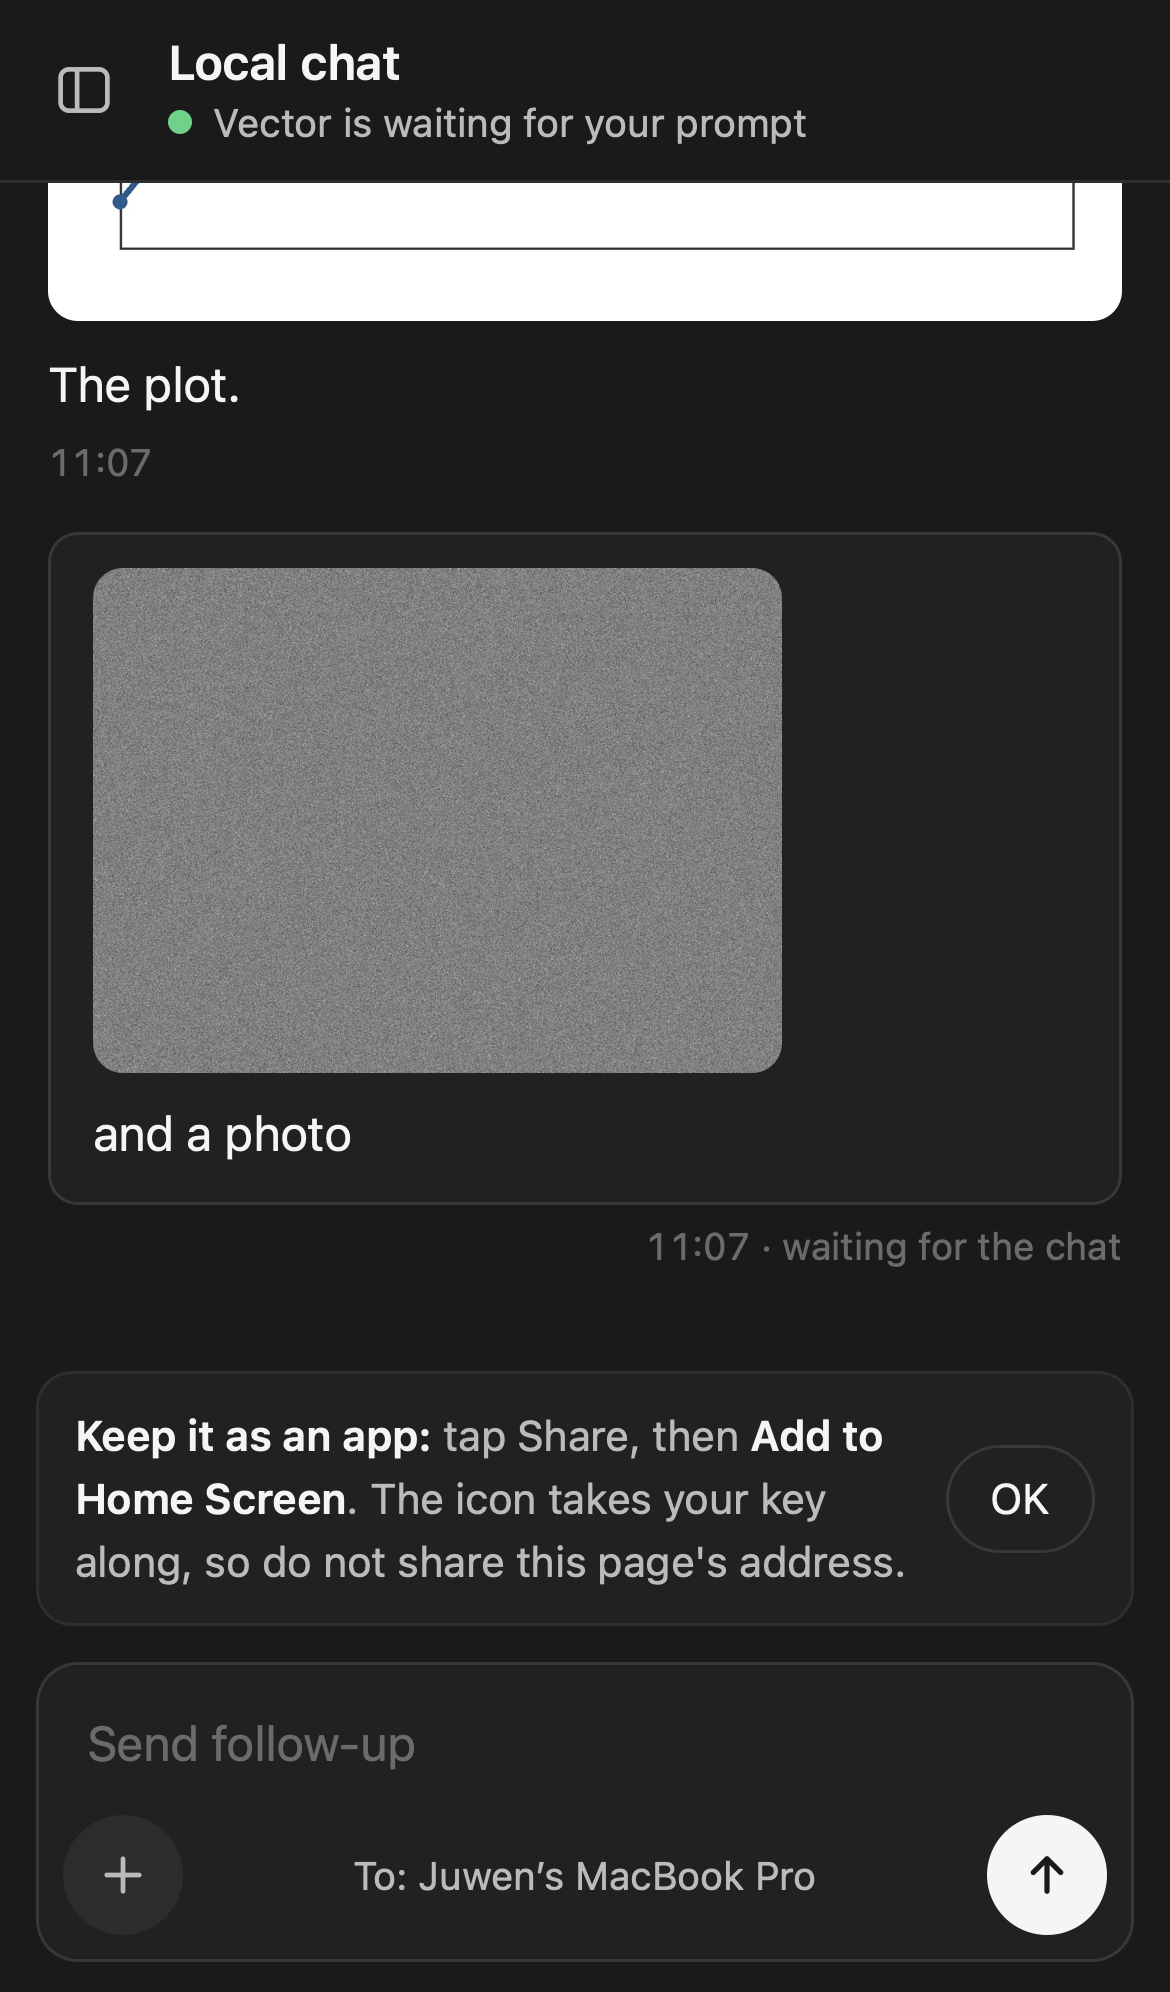 Local chat
Vector is waiting for your prompt
The plot.
11:07
and a photo
11:07 · waiting for the chat
Keep it as an app: tap Share, then Add to
Home Screen. The icon takes your key
along, so do not share this page's address.
OK
Send follow-up
To: Juwen’s MacBook Pro